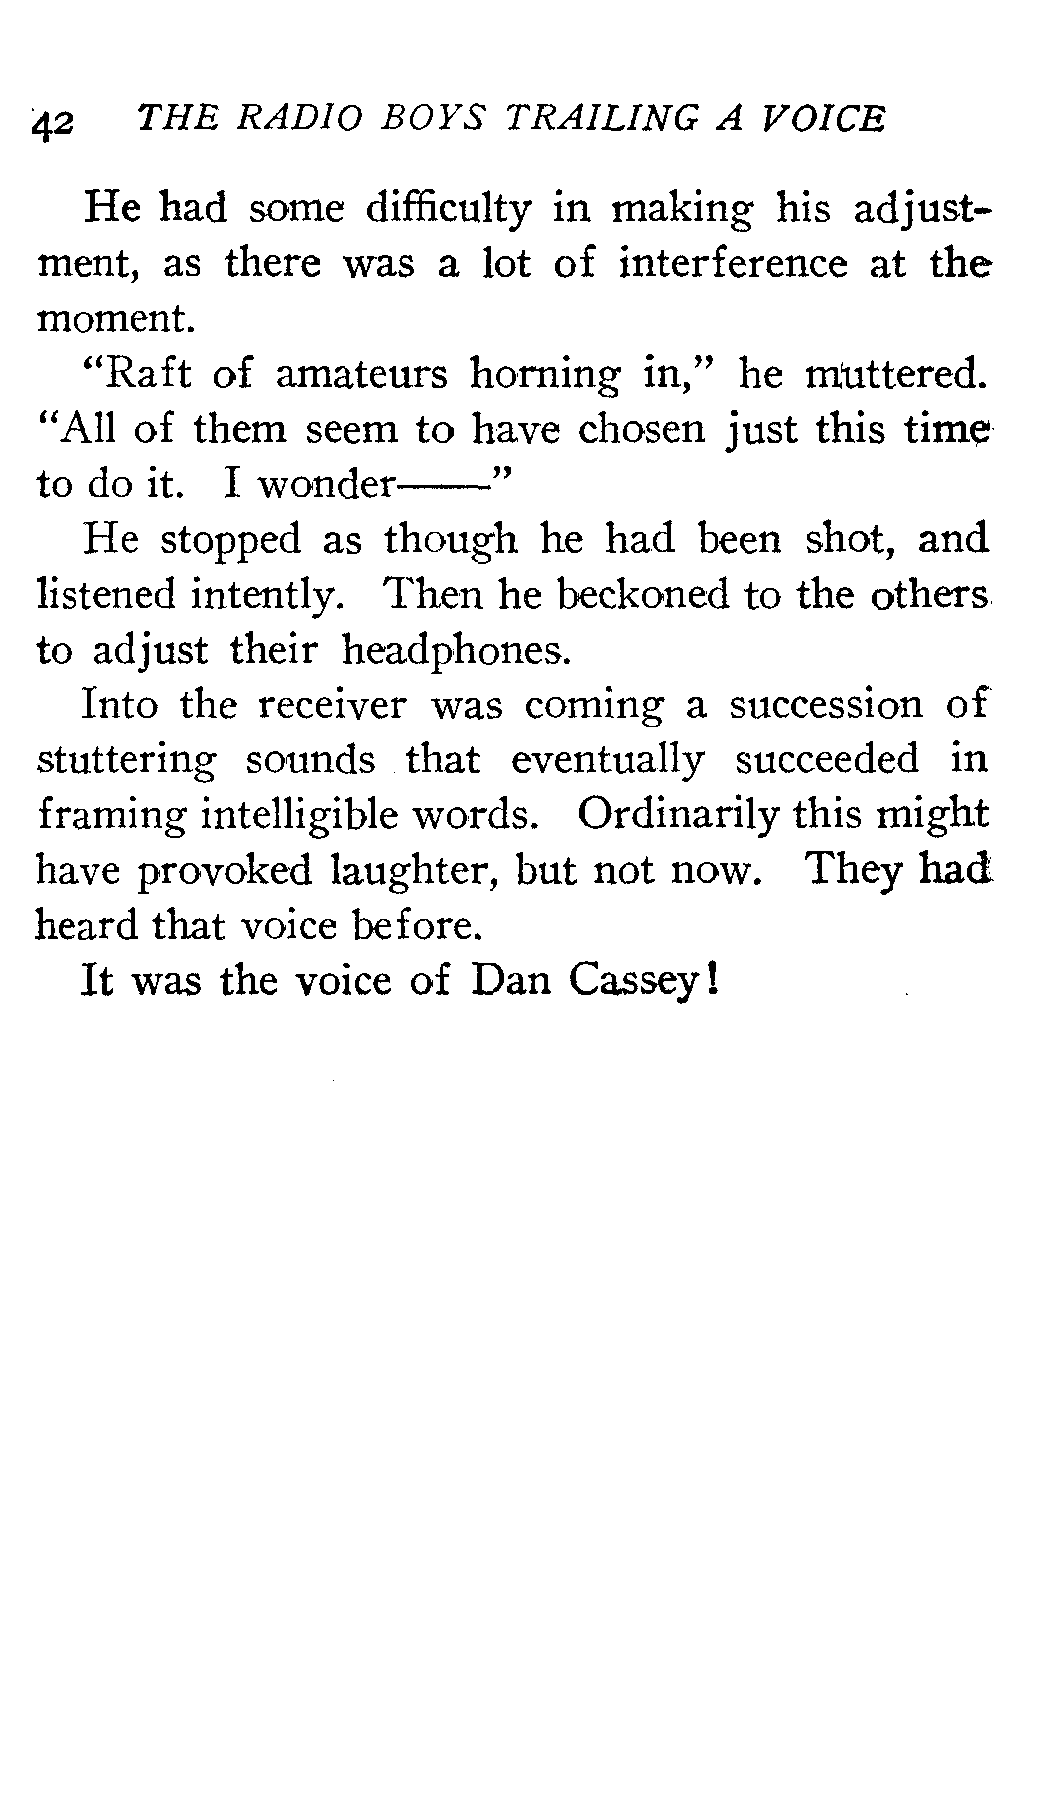 42 THE RADIO BOYS TRAILING A VOICE
He had some difficulty in making his adjust-
ment, as there was a lot of interference at the
moment.
“Raft of amateurs horning in,” he muttered.
“All of them seem to have chosen just this time
to do it. I wonder——”
He stopped as though he had been shot, and
listened intently. Then he beckoned to the others
to adjust their headphones.
Into the receiver was coming a succession of
stuttering sounds that eventually succeeded in
framing intelligible words. Ordinarily this might
have provoked laughter, but not now. They had
heard that voice before.
It was the voice of Dan Cassey!